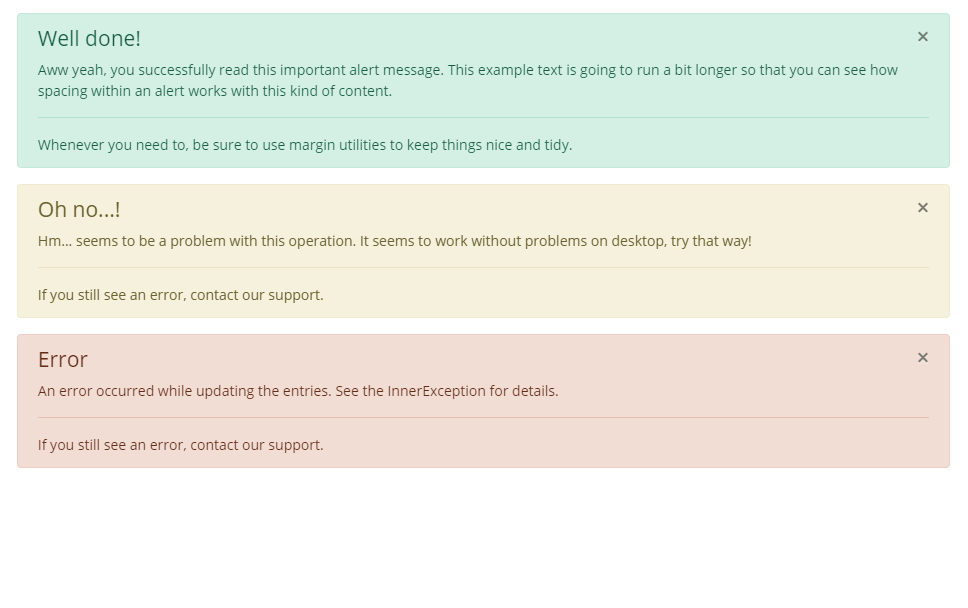 Well done!
Aww yeah, you successfully read this important alert message. This example text is going to run a bit longer so that you can see how
spacing within an alert works with this kind of content.
Whenever you need to, be sure to use margin utilities to keep things nice and tidy.
Oh no...!
Hm... seems to be a problem with this operation. It seems to work without problems on desktop, try that way!
If you still see an error, contact our support.
Error
An error occurred while updating the entries. See the InnerException for details.
If you still see an error, contact our support.